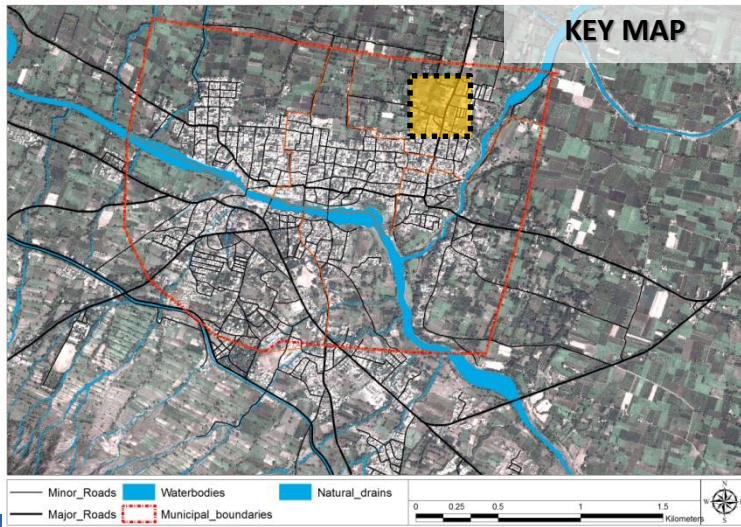 KEY MAP
Minor_Roads Waterbodies Natural_drains
Major_Roads Municipal_boundaries
0 0.25 0.5 1 1.5
Kilometers
N
W E
S